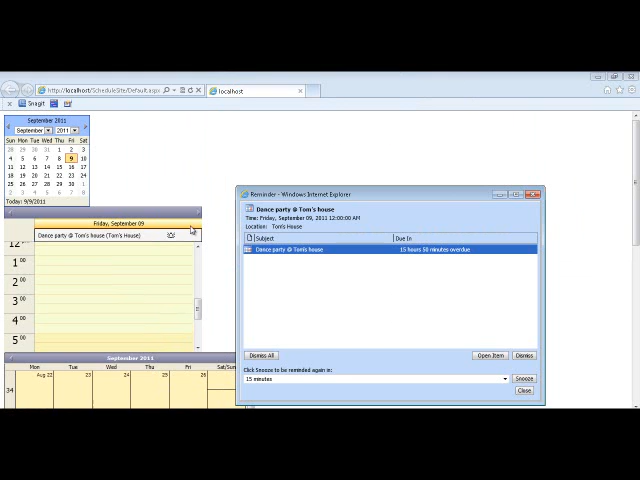 http://localhost/ScheduleSite/Default.aspx
localhost
Snagit
September 2011
September 2011
Sun Mon Tue Wed Thu Fri Sat
28 29 30 31 1 2 3
4 5 6 7 8 9 10
11 12 13 14 15 16 17
18 19 20 21 22 23 24
25 26 27 28 29 30 1
2 3 4 5 6 7 8
Today: 9/9/2011
Friday, September 09
Dance party @ Tom's house (Tom's House)
1 00
2 00
3 00
4 00
5 00
September 2011
Mon Tue Wed Thu Fri Sat/Sun
Aug 22 23 24 25 26
34
Reminder - Windows Internet Explorer
Dance party @ Tom's house
Time: Friday, September 09, 2011 12:00:00 AM
Location: Tom's House
Subject Due In
Dance party @ Tom's house 15 hours 50 minutes overdue
Dismiss All Open Item Dismiss
Click Snooze to be reminded again in:
15 minutes Snooze
Close